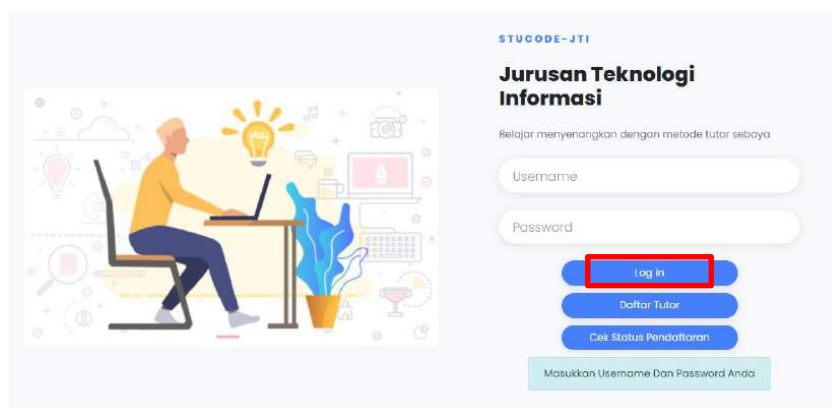 STUCODE-JTI
Jurusan Teknologi
Informasi
Belajar menyenangkan dengan metode tutor sebaya
Username
Password
Log in
Daftar Tutor
Cek Status Pendaftaran
Masukkan Username Dan Password Anda